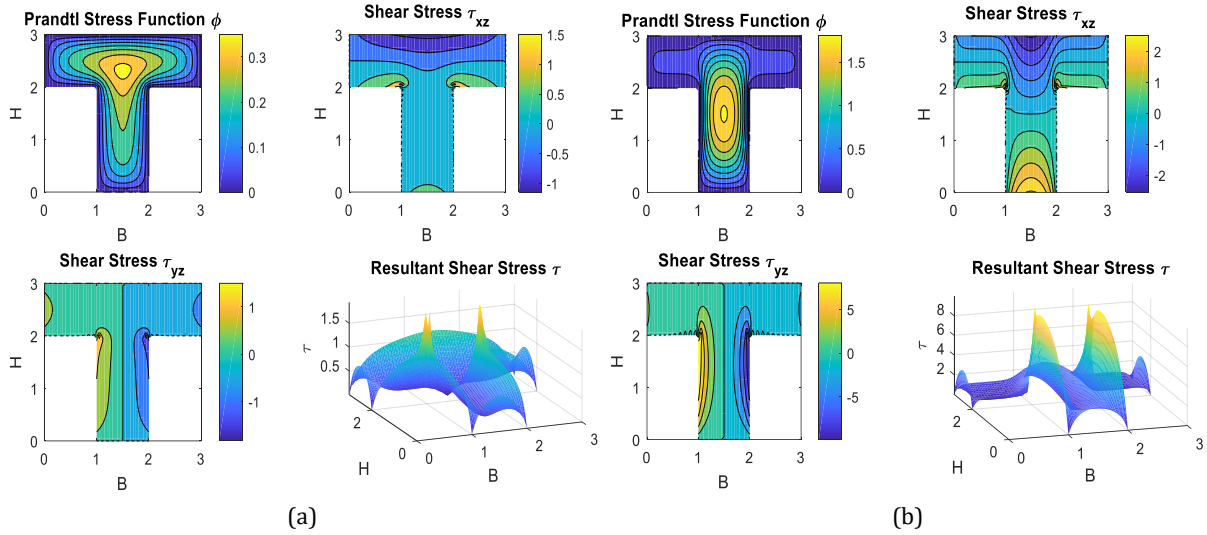 Prandtl Stress Function ϕ
3
2
1
0
H
0 1 2 3
B
0.3
0.2
0.1
0
Shear Stress τxz
3
2
1
0
H
0 1 2 3
B
1.5
1
0.5
0
-0.5
-1
Prandtl Stress Function ϕ
3
2
1
0
H
0 1 2 3
B
1.5
1
0.5
0
Shear Stress τxz
3
2
1
0
H
0 1 2 3
B
2
1
0
-1
-2
Shear Stress τyz
3
2
1
0
H
0 1 2 3
B
1
0
-1
Resultant Shear Stress τ
1.5
1
0.5
τ
2
0
H
0 1 2 3
B
Shear Stress τyz
3
2
1
0
H
0 1 2 3
B
5
0
-5
Resultant Shear Stress τ
8
6
4
2
τ
2
0
H
0 1 2 3
B
(a)
(b)